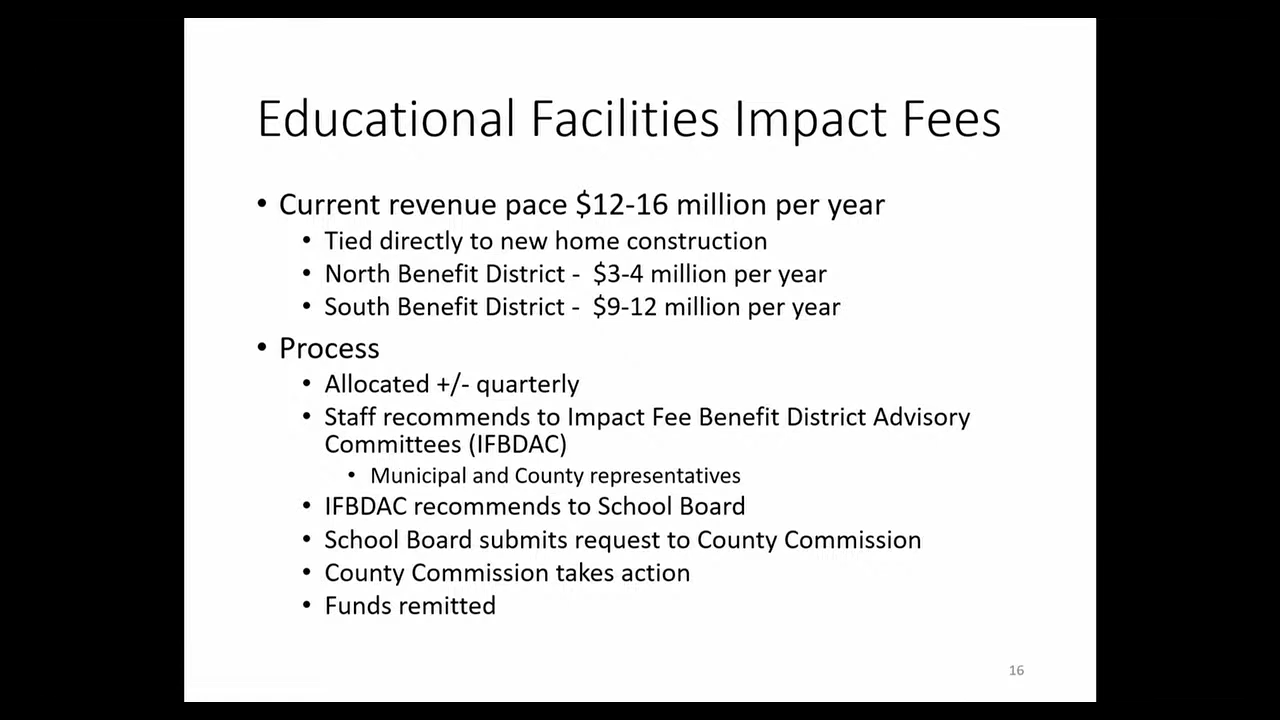 Educational Facilities Impact Fees
• Current revenue pace $12-16 million per year
• Tied directly to new home construction
• North Benefit District -  $3-4 million per year
• South Benefit District -  $9-12 million per year
• Process
• Allocated +/- quarterly
• Staff recommends to Impact Fee Benefit District Advisory
Committees (IFBDAC)
• Municipal and County representatives
• IFBDAC recommends to School Board
• School Board submits request to County Commission
• County Commission takes action
• Funds remitted
16